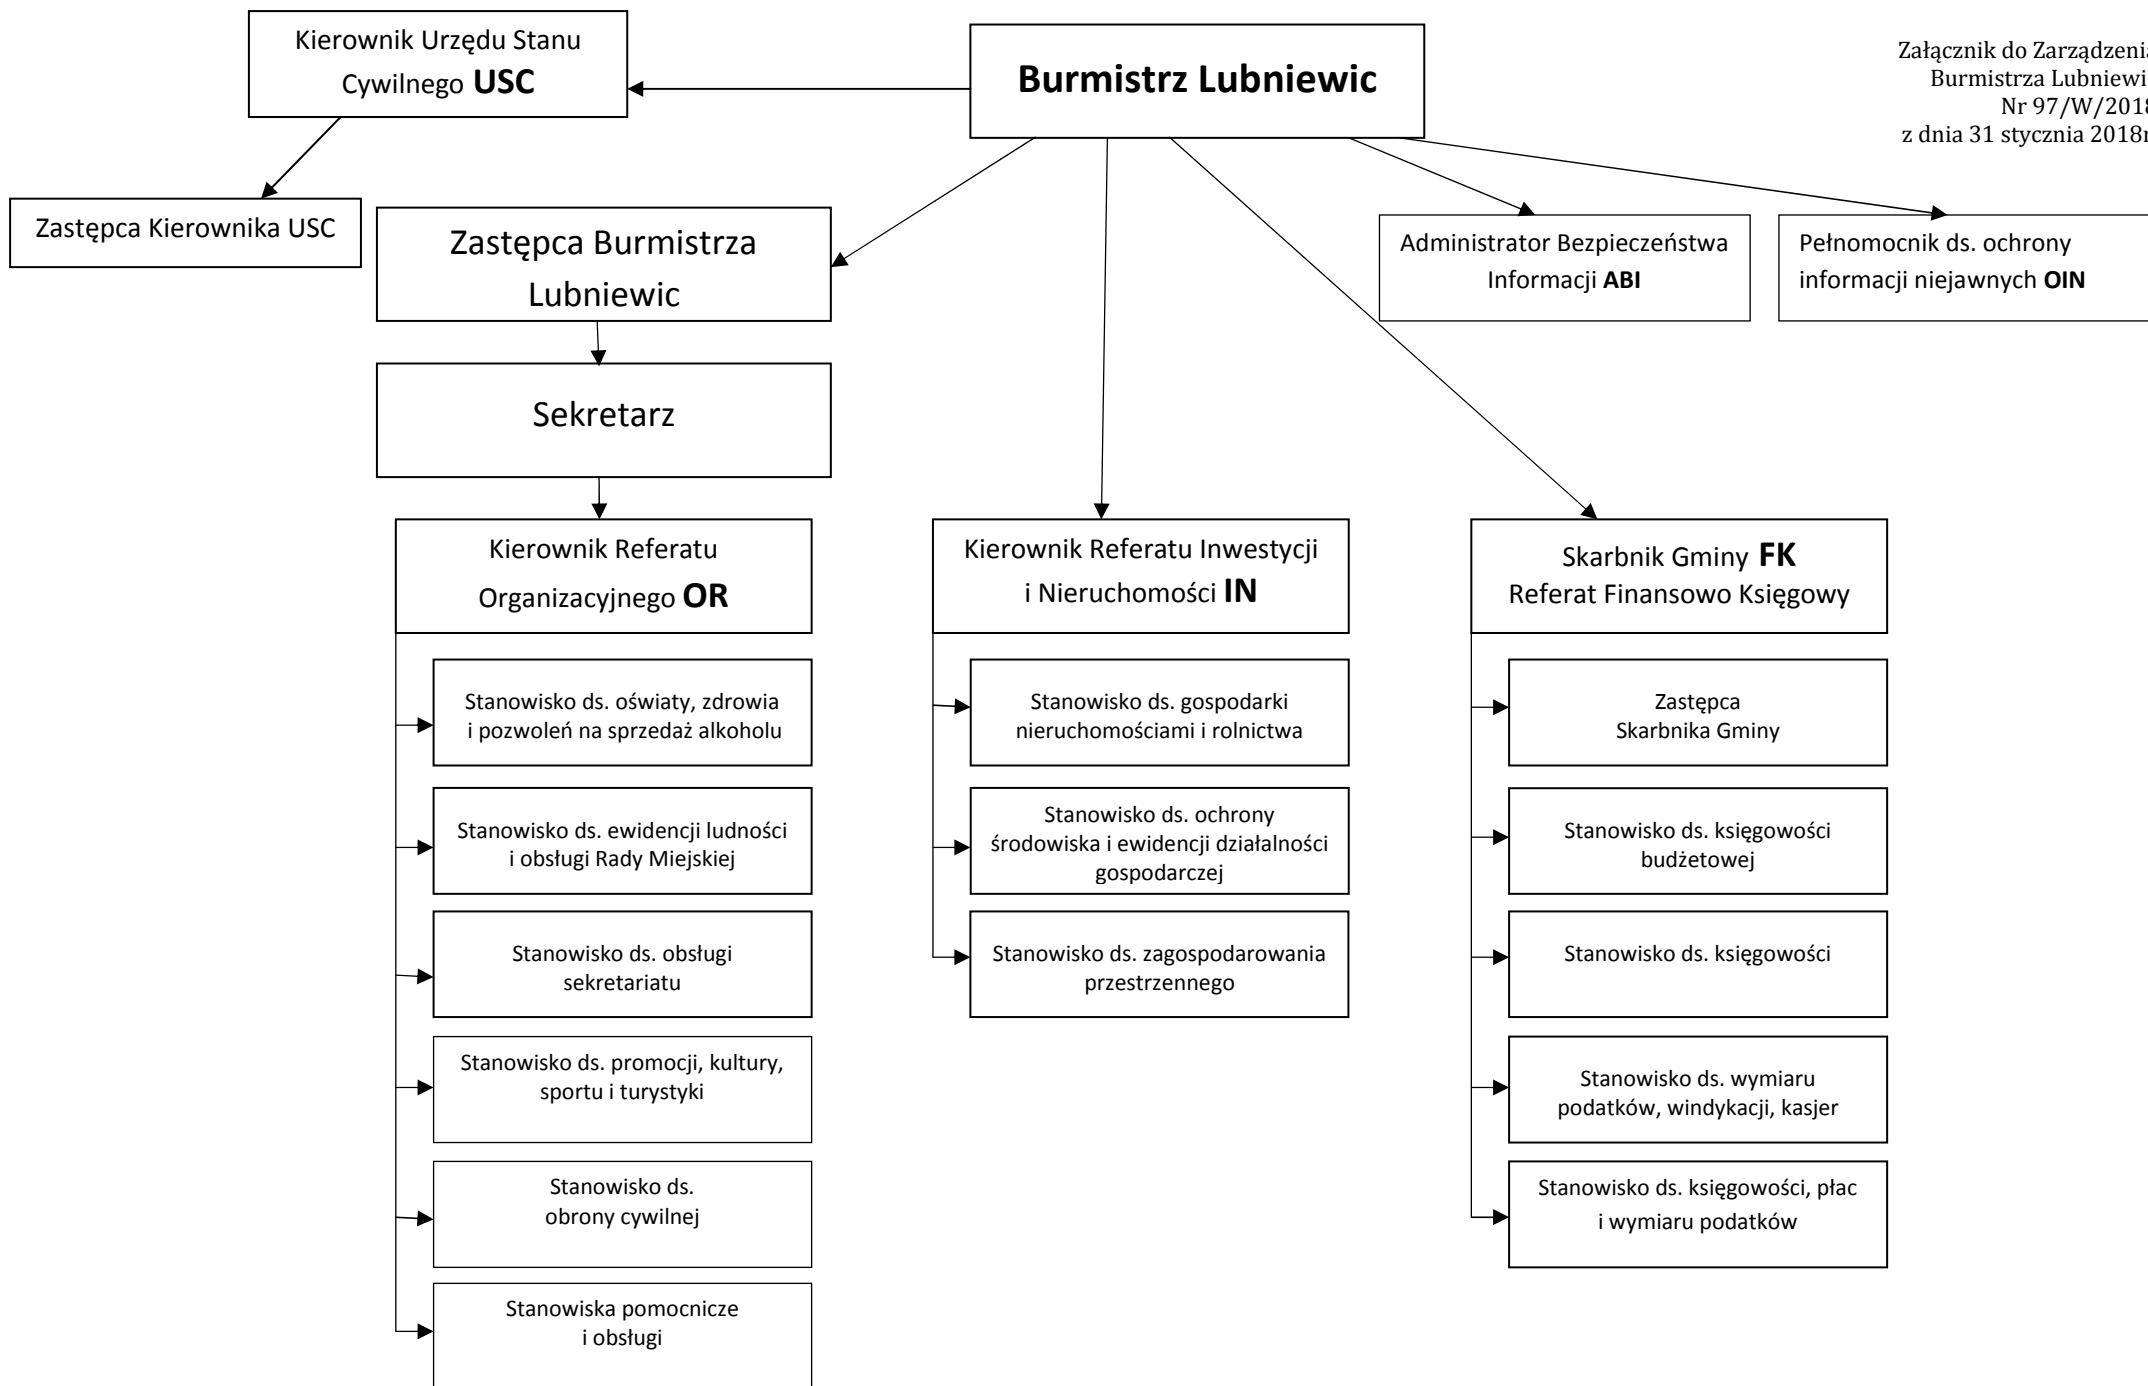 Kierownik Urzędu Stanu
Cywilnego USC
Burmistrz Lubniewic
Załącznik do Zarządzenia
Burmistrza Lubniewi
Nr 97/W/2018
z dnia 31 stycznia 2018r
Zastępca Kierownika USC
Zastępca Burmistrza
Lubniewic
Administrator Bezpieczeństwa
Informacji ABI
Pełnomocnik ds. ochrony
informacji niejawnych OIN
Sekretarz
Kierownik Referatu
Organizacyjnego OR
Kierownik Referatu Inwestycji
i Nieruchomości IN
Skarbnik Gminy FK
Referat Finansowo Księgowy
Stanowisko ds. oświaty, zdrowia
i pozwoleń na sprzedaż alkoholu
Stanowisko ds. ewidencji ludności
i obsługi Rady Miejskiej
Stanowisko ds. obsługi
sekretariatu
Stanowisko ds. promocji, kultury,
sportu i turystyki
Stanowisko ds.
obrony cywilnej
Stanowiska pomocnicze
i obsługi
Stanowisko ds. gospodarki
nieruchomościami i rolnictwa
Stanowisko ds. ochrony
środowiska i ewidencji działalności
gospodarczej
Stanowisko ds. zagospodarowania
przestrzennego
Zastępca
Skarbnika Gminy
Stanowisko ds. księgowości
budżetowej
Stanowisko ds. księgowości
Stanowisko ds. wymiaru
podatków, windykacji, kasjer
Stanowisko ds. księgowości, płac
i wymiaru podatków